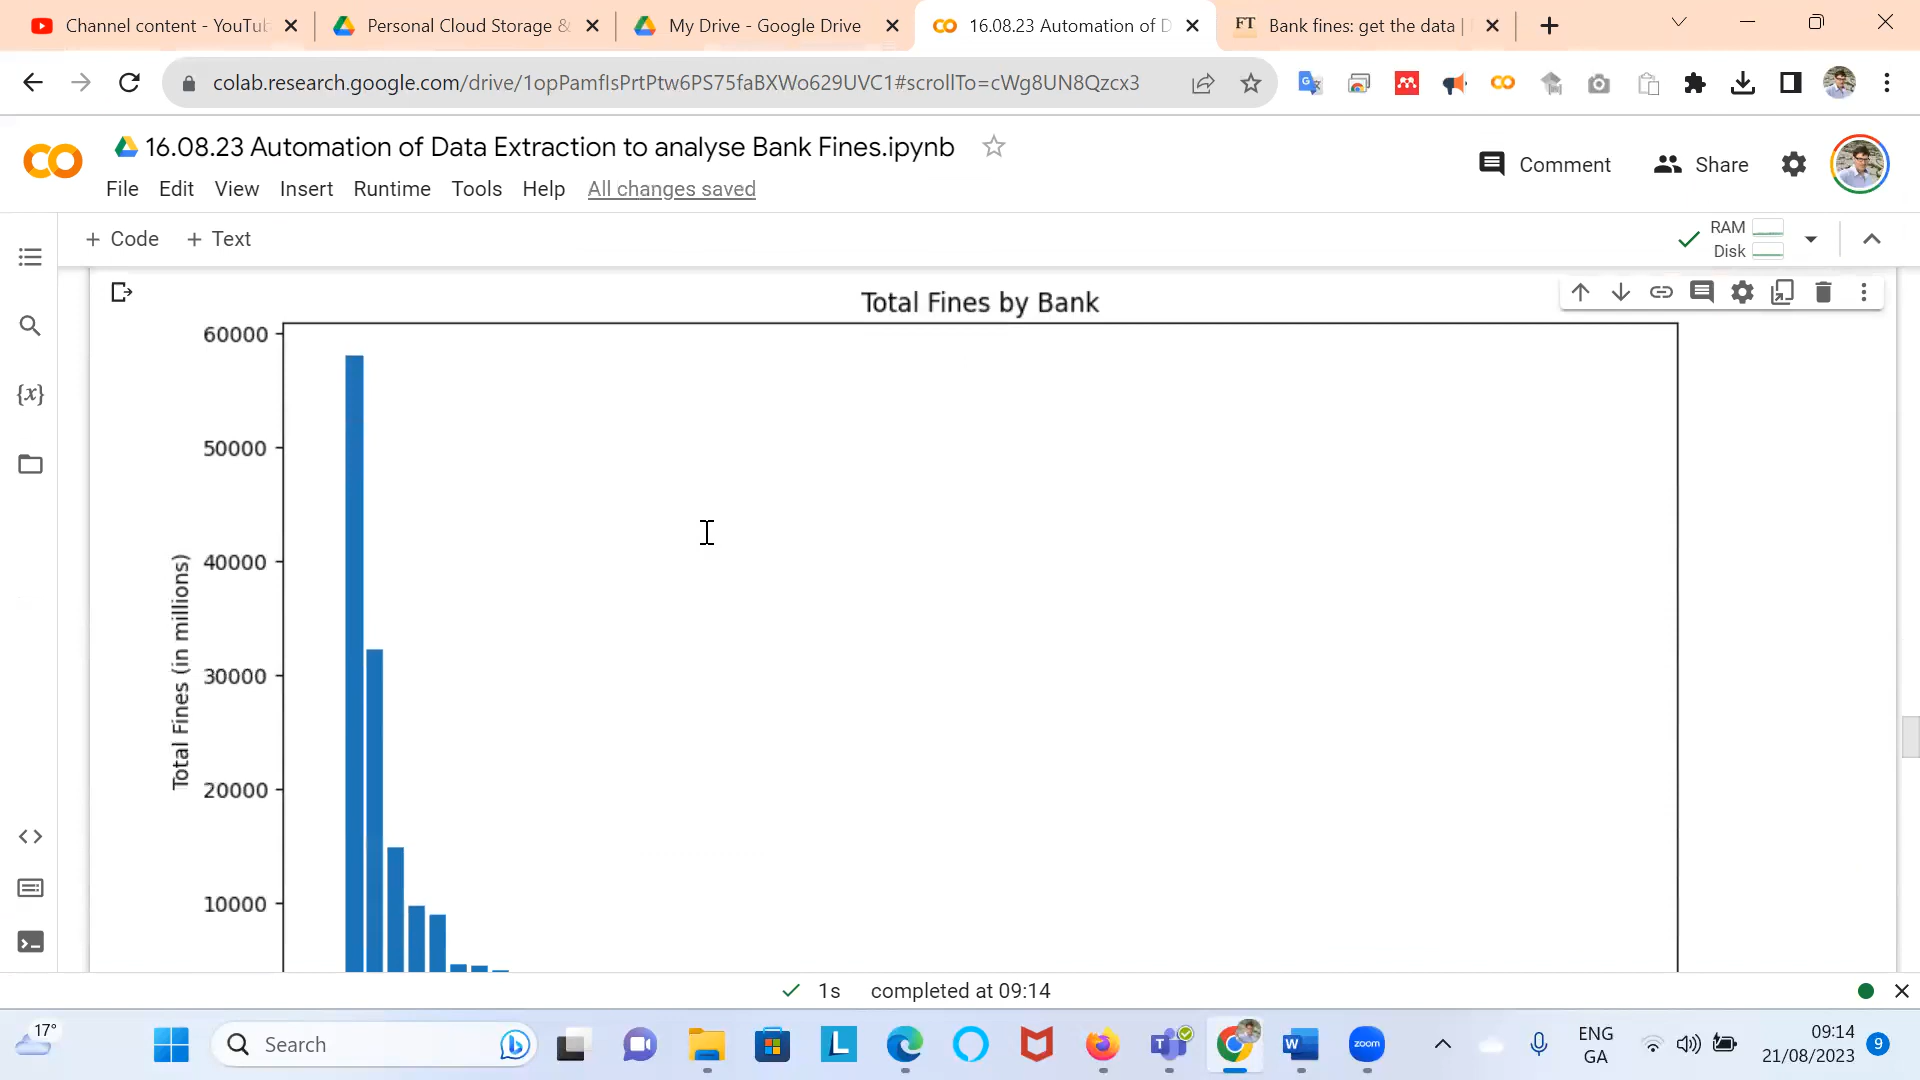 Channel content - YouTu
Personal Cloud Storage &
My Drive - Google Drive
16.08.23 Automation of D
FT
Bank fines: get the data |
colab.research.google.com/drive/1opPamfIsPrtPtw6PS75faBXWo629UVC1#scrollTo=cWg8UN8Qzcx3
CO
16.08.23 Automation of Data Extraction to analyse Bank Fines.ipynb
Comment
Share
File Edit View Insert Runtime Tools Help All changes saved
+ Code + Text
RAM
Disk
{x}
Total Fines by Bank
60000
50000
40000
30000
20000
10000
Total Fines (in millions)
1s completed at 09:14
17°
Search
L
T
W
zoom
ENG
GA
09:14
21/08/2023
9